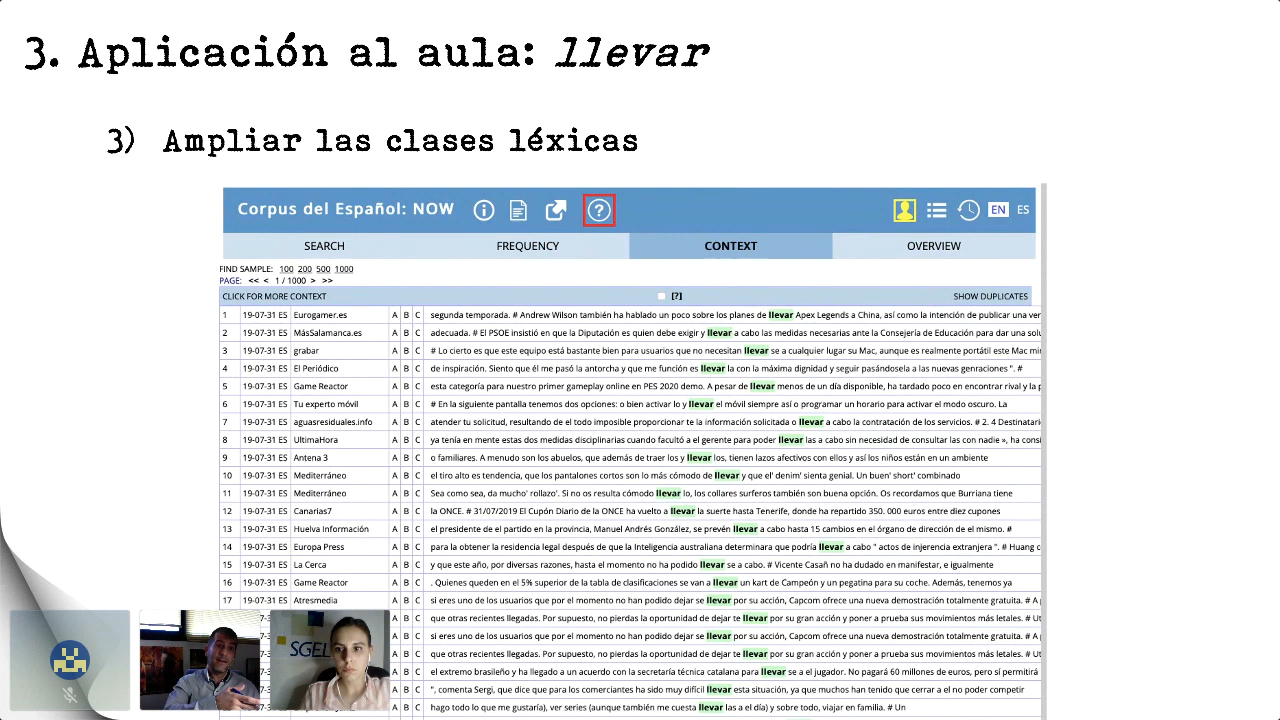 3. Aplicación al aula: llevar
3) Ampliar las clases léxicas
Corpus del Español: NOW EN ES
SEARCH FREQUENCY CONTEXT OVERVIEW
FIND SAMPLE: 100 200 500 1000
PAGE: << < 1 / 1000 > >>
CLICK FOR MORE CONTEXT [?] SHOW DUPLICATES
1 19-07-31 ES Eurogamer.es A B C segunda temporada. # Andrew Wilson también ha hablado un poco sobre los planes de llevar Apex Legends a China, así como la intención de publicar una ver
2 19-07-31 ES MásSalamanca.es A B C adecuada. # El PSOE insistió en que la Diputación es quien debe exigir y llevar a cabo las medidas necesarias ante la Consejería de Educación para dar una solu
3 19-07-31 ES grabar A B C # Lo cierto es que este equipo está bastante bien para usuarios que no necesitan llevar se a cualquier lugar su Mac, aunque es realmente portátil este Mac mi
4 19-07-31 ES El Periódico A B C de inspiración. Siento que él me pasó la antorcha y que me función es llevar la con la máxima dignidad y seguir pasándosela a las nuevas genraciones ". #
5 19-07-31 ES Game Reactor A B C esta categoría para nuestro primer gameplay online en PES 2020 demo. A pesar de llevar menos de un día disponible, ha tardado poco en encontrar rival y la p
6 19-07-31 ES Tu experto móvil A B C # En la siguiente pantalla tenemos dos opciones: o bien activar lo y llevar el móvil siempre así o programar un horario para activar el modo oscuro. La
7 19-07-31 ES aguasresiduales.info A B C atender tu solicitud, resultando de el todo imposible proporcionar te la información solicitada o llevar a cabo la contratación de los servicios. # 2. 4 Destinatari
8 19-07-31 ES UltimaHora A B C ya tenía en mente estas dos medidas disciplinarias cuando facultó a el gerente para poder llevar las a cabo sin necesidad de consultar las con nadie », ha consi
9 19-07-31 ES Antena 3 A B C o familiares. A menudo son los abuelos, que además de traer los y llevar los, tienen lazos afectivos con ellos y así los niños están en un ambiente
10 19-07-31 ES Mediterráneo A B C el tiro alto es tendencia, que los pantalones cortos son lo más cómodo de llevar y que el' denim' sienta genial. Un buen' short' combinado
11 19-07-31 ES Mediterráneo A B C Sea como sea, da mucho' rollazo'. Si no os resulta cómodo llevar lo, los collares surferos también son buena opción. Os recordamos que Burriana tiene
12 19-07-31 ES Canarias7 A B C la ONCE. # 31/07/2019 El Cupón Diario de la ONCE ha vuelto a llevar la suerte hasta Tenerife, donde ha repartido 350. 000 euros entre diez cupones
13 19-07-31 ES Huelva Información A B C el presidente de el partido en la provincia, Manuel Andrés González, se prevén llevar a cabo hasta 15 cambios en el órgano de dirección de el mismo. #
14 19-07-31 ES Europa Press A B C para la obtener la residencia legal después de que la Inteligencia australiana determinara que podría llevar a cabo " actos de injerencia extranjera ". # Huang c
15 19-07-31 ES La Cerca A B C y que este año, por diversas razones, hasta el momento no ha podido llevar se a cabo. # Vicente Casañ no ha dudado en manifestar, e igualmente
16 19-07-31 ES Game Reactor A B C . Quienes queden en el 5% superior de la tabla de clasificaciones se van a llevar un kart de Campeón y un pegatina para su coche. Además, tenemos ya
17 19-07-31 ES Atresmedia A B C si eres uno de los usuarios que por el momento no han podido dejar se llevar por su acción, Capcom ofrece una nueva demostración totalmente gratuita. # A p
A B C que otras recientes llegadas. Por supuesto, no pierdas la oportunidad de dejar te llevar por su gran acción y poner a prueba sus movimientos más letales. # Ut
A B C si eres uno de los usuarios que por el momento no han podido dejar se llevar por su acción, Capcom ofrece una nueva demostración totalmente gratuita. # A p
A B C que otras recientes llegadas. Por supuesto, no pierdas la oportunidad de dejar te llevar por su gran acción y poner a prueba sus movimientos más letales. # Ut
A B C el extremo brasileño y ha llegado a un acuerdo con la secretaría técnica catalana para llevar se a el jugador. No pagará 60 millones de euros, pero sí permitirá
A B C ", comenta Sergi, que dice que para los comerciantes ha sido muy difícil llevar esta situación, ya que muchos han tenido que cerrar a el no poder competir
A B C hago todo lo que me gustaría), ver series (aunque también me cuesta llevar las a el día) y sobre todo, viajar en familia. # Un
SGEL